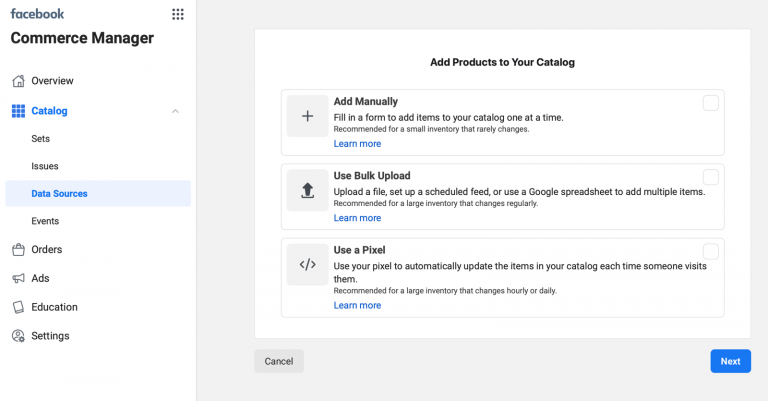 facebook
Commerce Manager
Overview
Catalog
Sets
Issues
Data Sources
Events
Orders
Ads
Education
Settings
Add Products to Your Catalog
Add Manually
Fill in a form to add items to your catalog one at a time.
Recommended for a small inventory that rarely changes.
Learn more
Use Bulk Upload
Upload a file, set up a scheduled feed, or use a Google spreadsheet to add multiple items.
Recommended for a large inventory that changes regularly.
Learn more
Use a Pixel
Use your pixel to automatically update the items in your catalog each time someone visits
them.
Recommended for a large inventory that changes hourly or daily.
Learn more
Cancel
Next